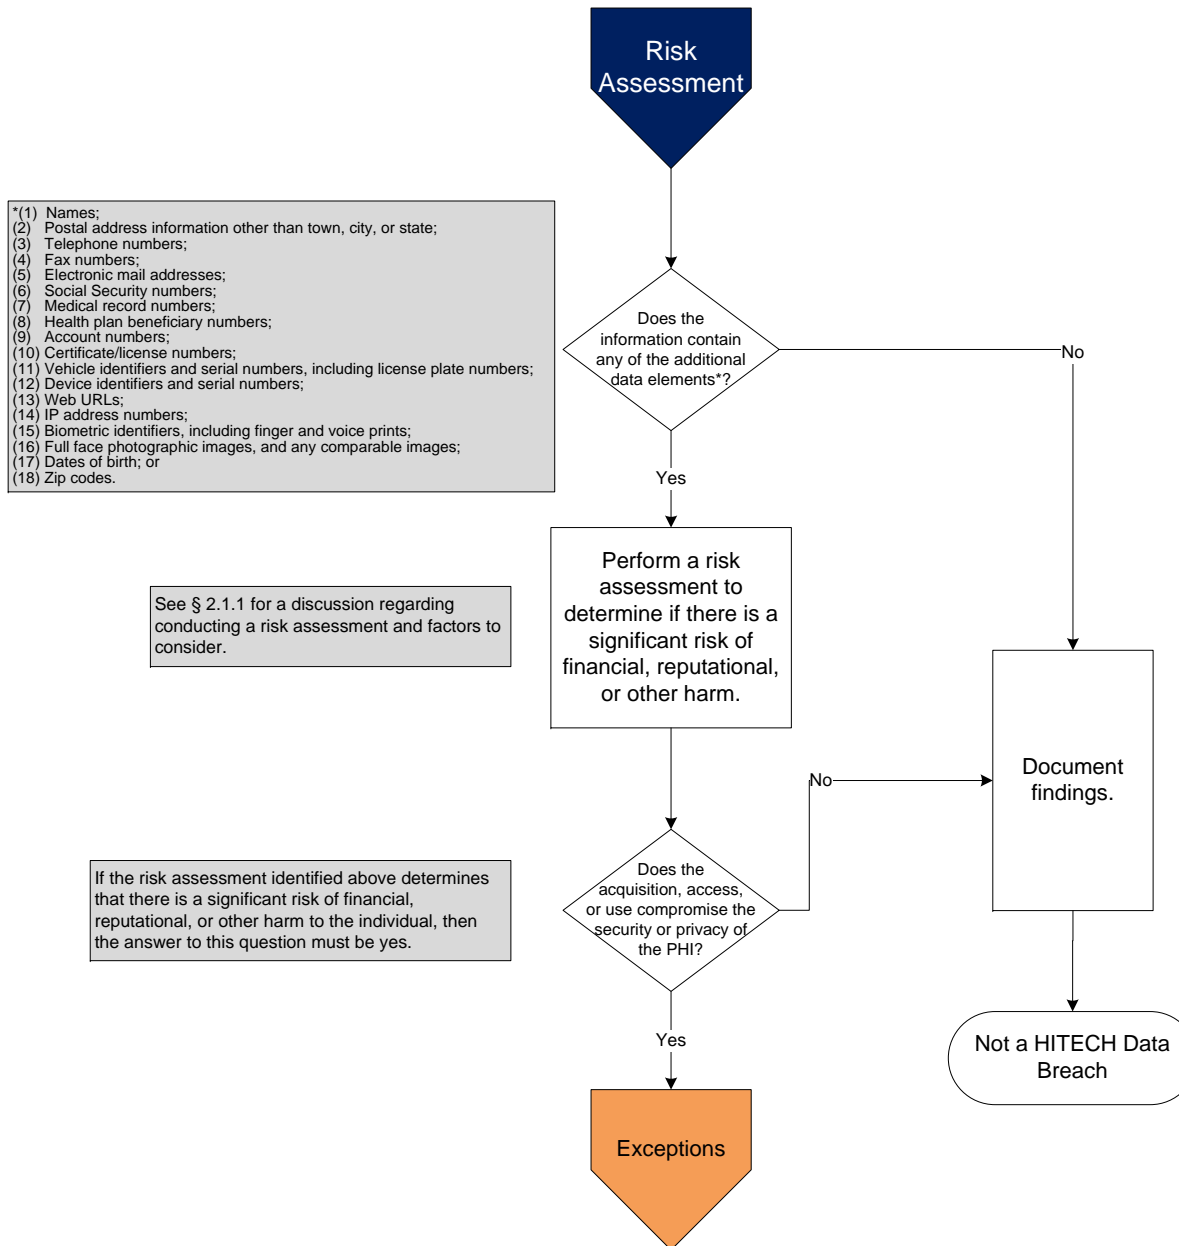 Risk
Assessment
*(1) Names;
(2) Postal address information other than town, city, or state;
(3) Telephone numbers;
(4) Fax numbers;
(5) Electronic mail addresses;
(6) Social Security numbers;
(7) Medical record numbers;
(8) Health plan beneficiary numbers;
(9) Account numbers;
(10) Certificate/license numbers;
(11) Vehicle identifiers and serial numbers, including license plate numbers;
(12) Device identifiers and serial numbers;
(13) Web URLs;
(14) IP address numbers;
(15) Biometric identifiers, including finger and voice prints;
(16) Full face photographic images, and any comparable images;
(17) Dates of birth; or
(18) Zip codes.
Does the
information contain
any of the additional
data elements*?
No
Yes
Perform a risk
assessment to
determine if there is a
significant risk of
financial, reputational,
or other harm.
See § 2.1.1 for a discussion regarding
conducting a risk assessment and factors to
consider.
Document
findings.
No
Does the
acquisition, access,
or use compromise the
security or privacy of
the PHI?
If the risk assessment identified above determines
that there is a significant risk of financial,
reputational, or other harm to the individual, then
the answer to this question must be yes.
Yes
Not a HITECH Data
Breach
Exceptions